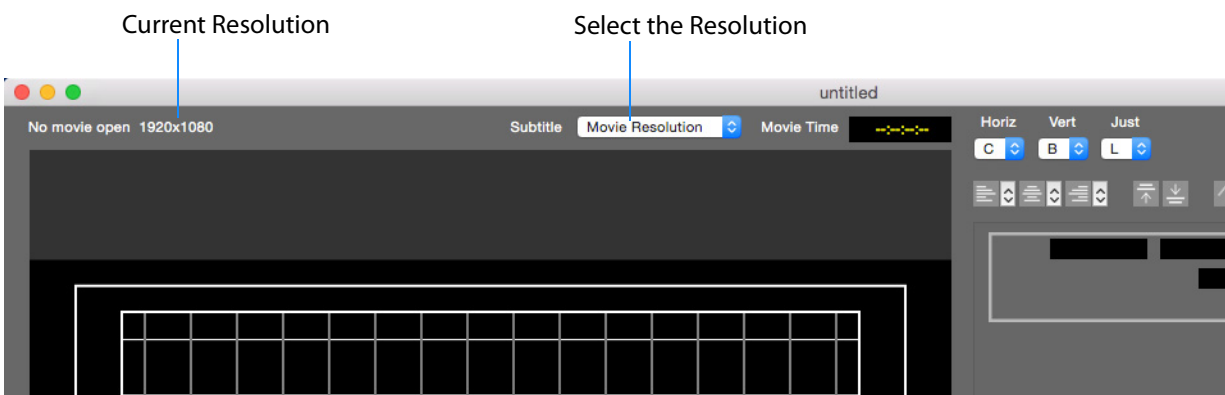 Current Resolution
Select the Resolution
untitled
No movie open 1920x1080
Subtitle Movie Resolution Movie Time --:--:--:--
Horiz Vert Just
C B L